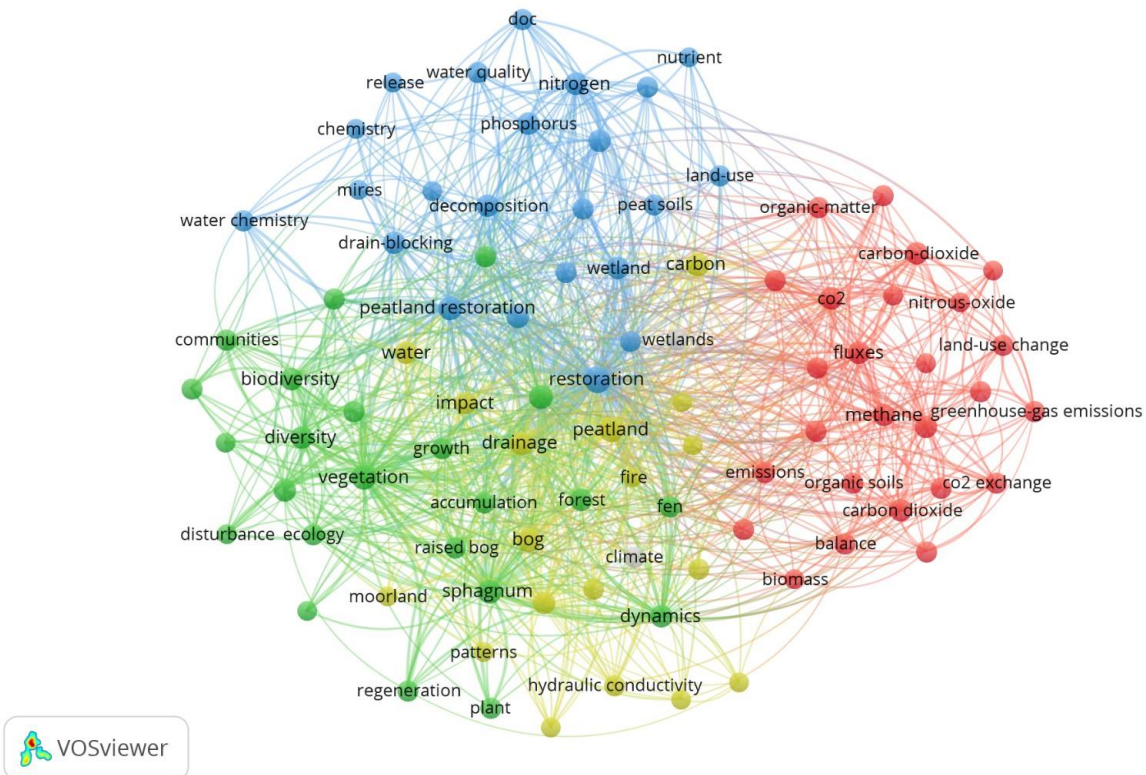 doc
nutrient
water quality
release
nitrogen
phosphorus
chemistry
land-use
mires
decomposition
peat soils
organic-matter
water chemistry
drain-blocking
carbon-dioxide
wetland
carbon
co2
nitrous-oxide
peatland restoration
communities
wetlands
land-use change
water
fluxes
biodiversity
restoration
impact
greenhouse-gas emissions
methane
peatland
diversity
growth
drainage
vegetation
fire
emissions
organic soils
co2 exchange
accumulation
forest
fen
carbon dioxide
disturbance
ecology
bog
raised bog
climate
balance
biomass
moorland
sphagnum
dynamics
patterns
hydraulic conductivity
regeneration
plant
VOSviewer